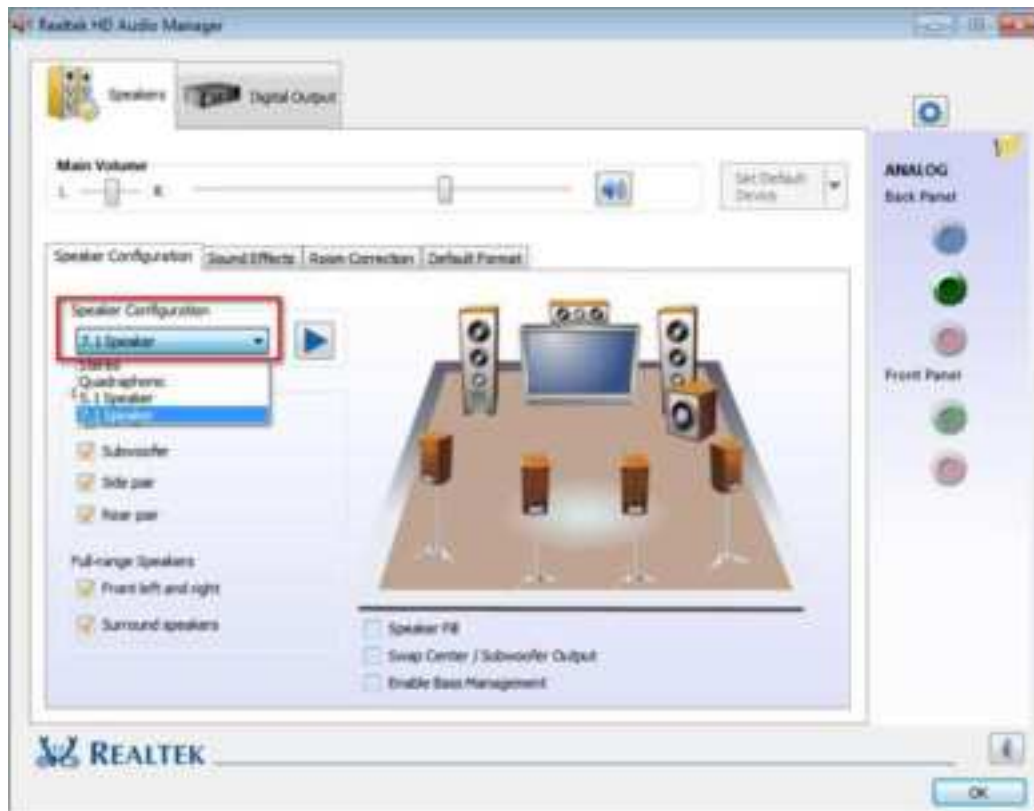 Realtek HD Audio Manager
Speakers
Digital Output
Main Volume
L
R
Set Default
Device
ANALOG
Back Panel
Speaker Configuration
Sound Effects
Room Correction
Default Format
Speaker Configuration
7.1 Speaker
Stereo
Quadraphonic
5.1 Speaker
7.1 Speaker
Subwoofer
Side pair
Rear pair
Front Panel
Full-range Speakers
Front left and right
Surround speakers
Speaker Fill
Swap Center / Subwoofer Output
Enable Bass Management
REALTEK
i
OK